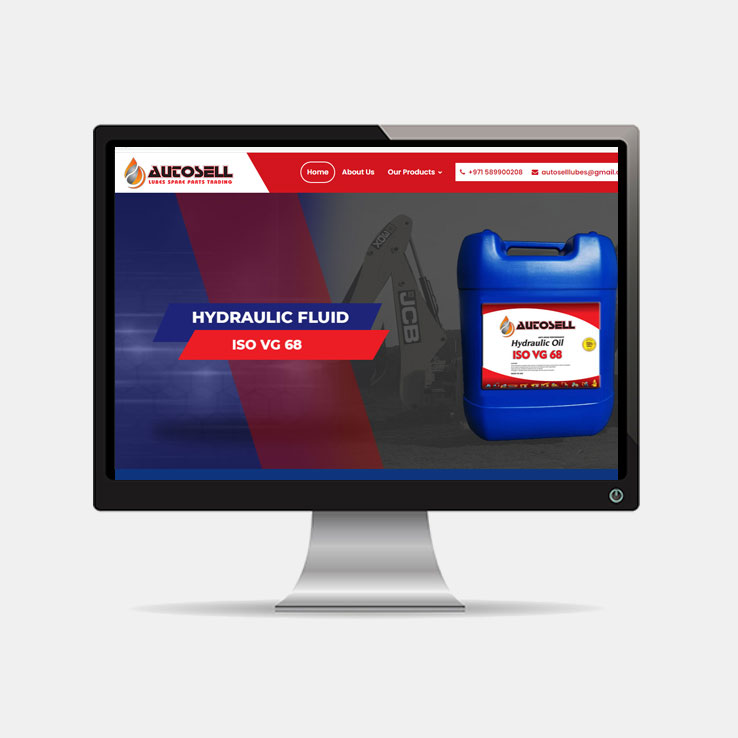 AUTOSELL
LUBES SPARE PARTS TRADING
Home
About Us
Our Products
+971 589900208
autoselllubes@gmail.c
HYDRAULIC FLUID
ISO VG 68
JCB
AUTOSELL
Hydraulic Oil
ISO VG 68